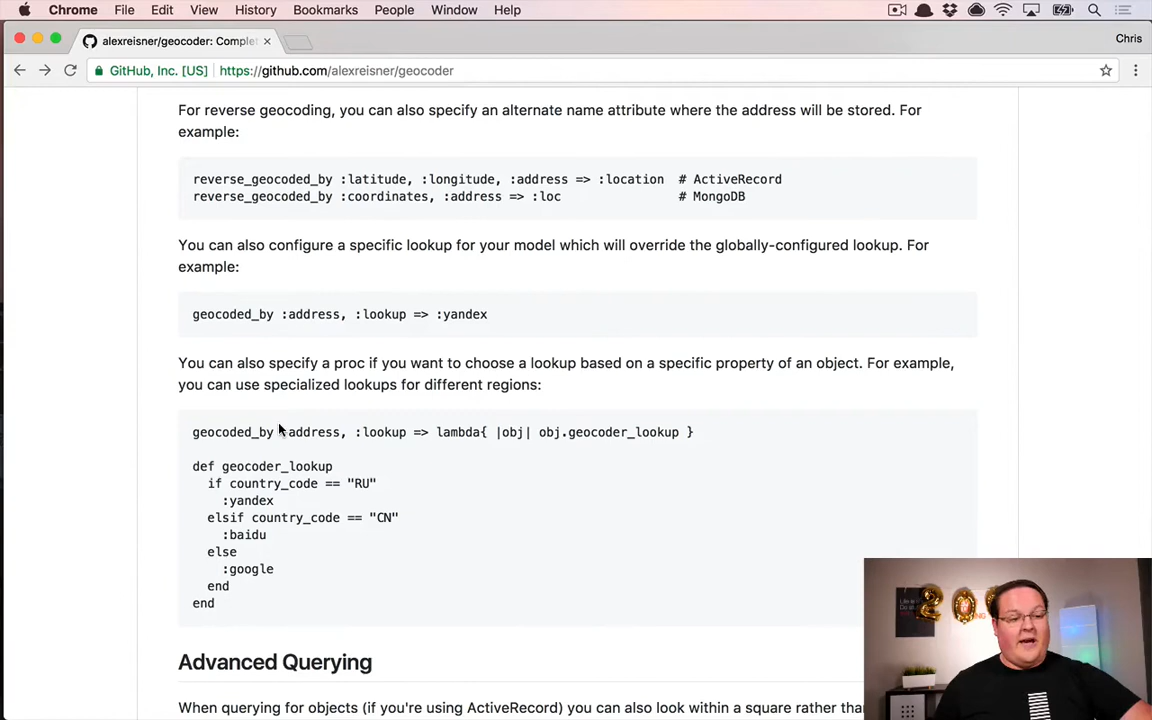 Chrome File Edit View History Bookmarks People Window Help
alexreisner/geocoder: Comple
Chris
GitHub, Inc. [US] https://github.com/alexreisner/geocoder
For reverse geocoding, you can also specify an alternate name attribute where the address will be stored. For
example:
reverse_geocoded_by :latitude, :longitude, :address => :location # ActiveRecord
reverse_geocoded_by :coordinates, :address => :loc # MongoDB
You can also configure a specific lookup for your model which will override the globally-configured lookup. For
example:
geocoded_by :address, :lookup => :yandex
You can also specify a proc if you want to choose a lookup based on a specific property of an object. For example,
you can use specialized lookups for different regions:
geocoded_by :address, :lookup => lambda{ |obj| obj.geocoder_lookup }
def geocoder_lookup
if country_code == "RU"
:yandex
elsif country_code == "CN"
:baidu
else
:google
end
end
Advanced Querying
When querying for objects (if you're using ActiveRecord) you can also look within a square rather than